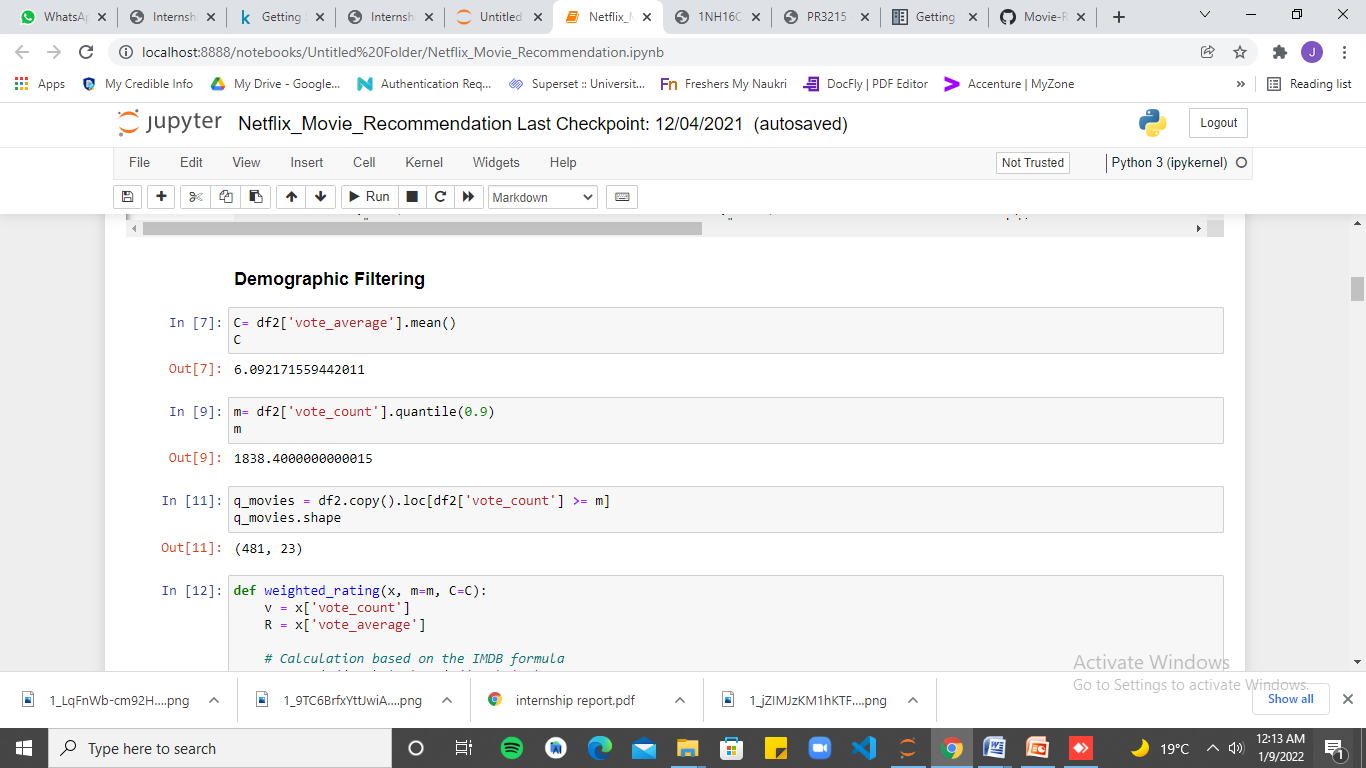 WhatsAp
Internsh
Getting
Internsh
Untitled
Netflix_M
1NH16C
PR3215
Getting
Movie-R
localhost:8888/notebooks/Untitled%20Folder/Netflix_Movie_Recommendation.ipynb
J
Apps
My Credible Info
My Drive - Google...
Authentication Req...
Superset :: Universit...
Freshers My Naukri
DocFly | PDF Editor
Accenture | MyZone
»
Reading list
jupyter
Netflix_Movie_Recommendation Last Checkpoint: 12/04/2021 (autosaved)
Logout
File
Edit
View
Insert
Cell
Kernel
Widgets
Help
Not Trusted
Python 3 (ipykernel)
Run
Markdown
Demographic Filtering
In [7]: C= df2['vote_average'].mean()
C
Out[7]: 6.092171559442011
In [9]: m= df2['vote_count'].quantile(0.9)
m
Out[9]: 1838.4000000000015
In [11]: q_movies = df2.copy().loc[df2['vote_count'] >= m]
q_movies.shape
Out[11]: (481, 23)
In [12]: def weighted_rating(x, m=m, C=C):
v = x['vote_count']
R = x['vote_average']
# Calculation based on the IMDB formula
Activate Windows
Go to Settings to activate Windows.
1_LqFnWb-cm92H....png
1_9TC6BrfxYttJwiA....png
internship report.pdf
1_jZIMJzKM1hKTF....png
Show all
Type here to search
19°C
12:13 AM
1/9/2022
1